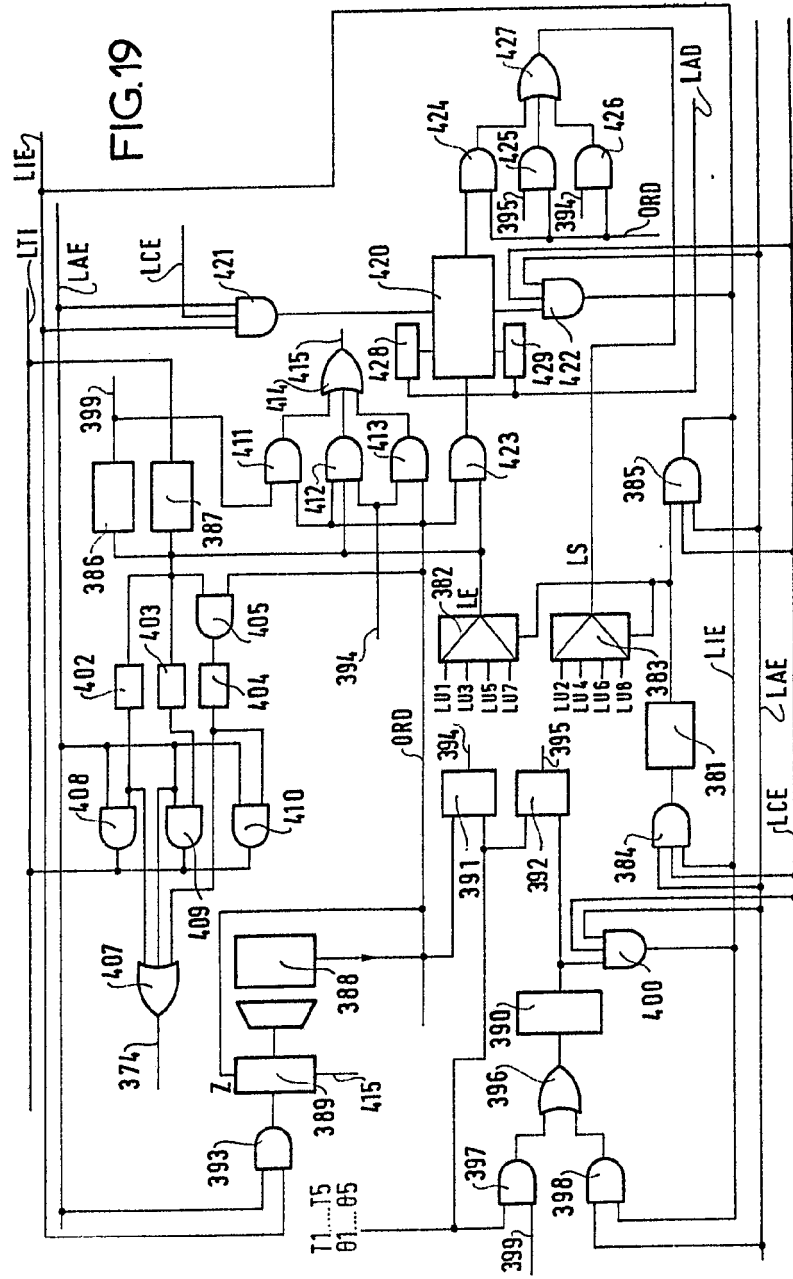 FIG.19
LIE
LTI
LAE
LCE
421
399
386
387
402
403
405
404
408
409
410
407
374
411
412
413
414
415
423
394
420
428
429
422
424
425
426
427
395
394
ORD
LAD
ORD
LE
382
LU1
LU3
LU5
LU7
LS
383
LU2
LU4
LU6
LU8
385
381
384
LIE
LAE
LCE
388
Z
389
415
393
391
394
392
395
390
400
396
397
398
399
T1....T5
θ1....θ5